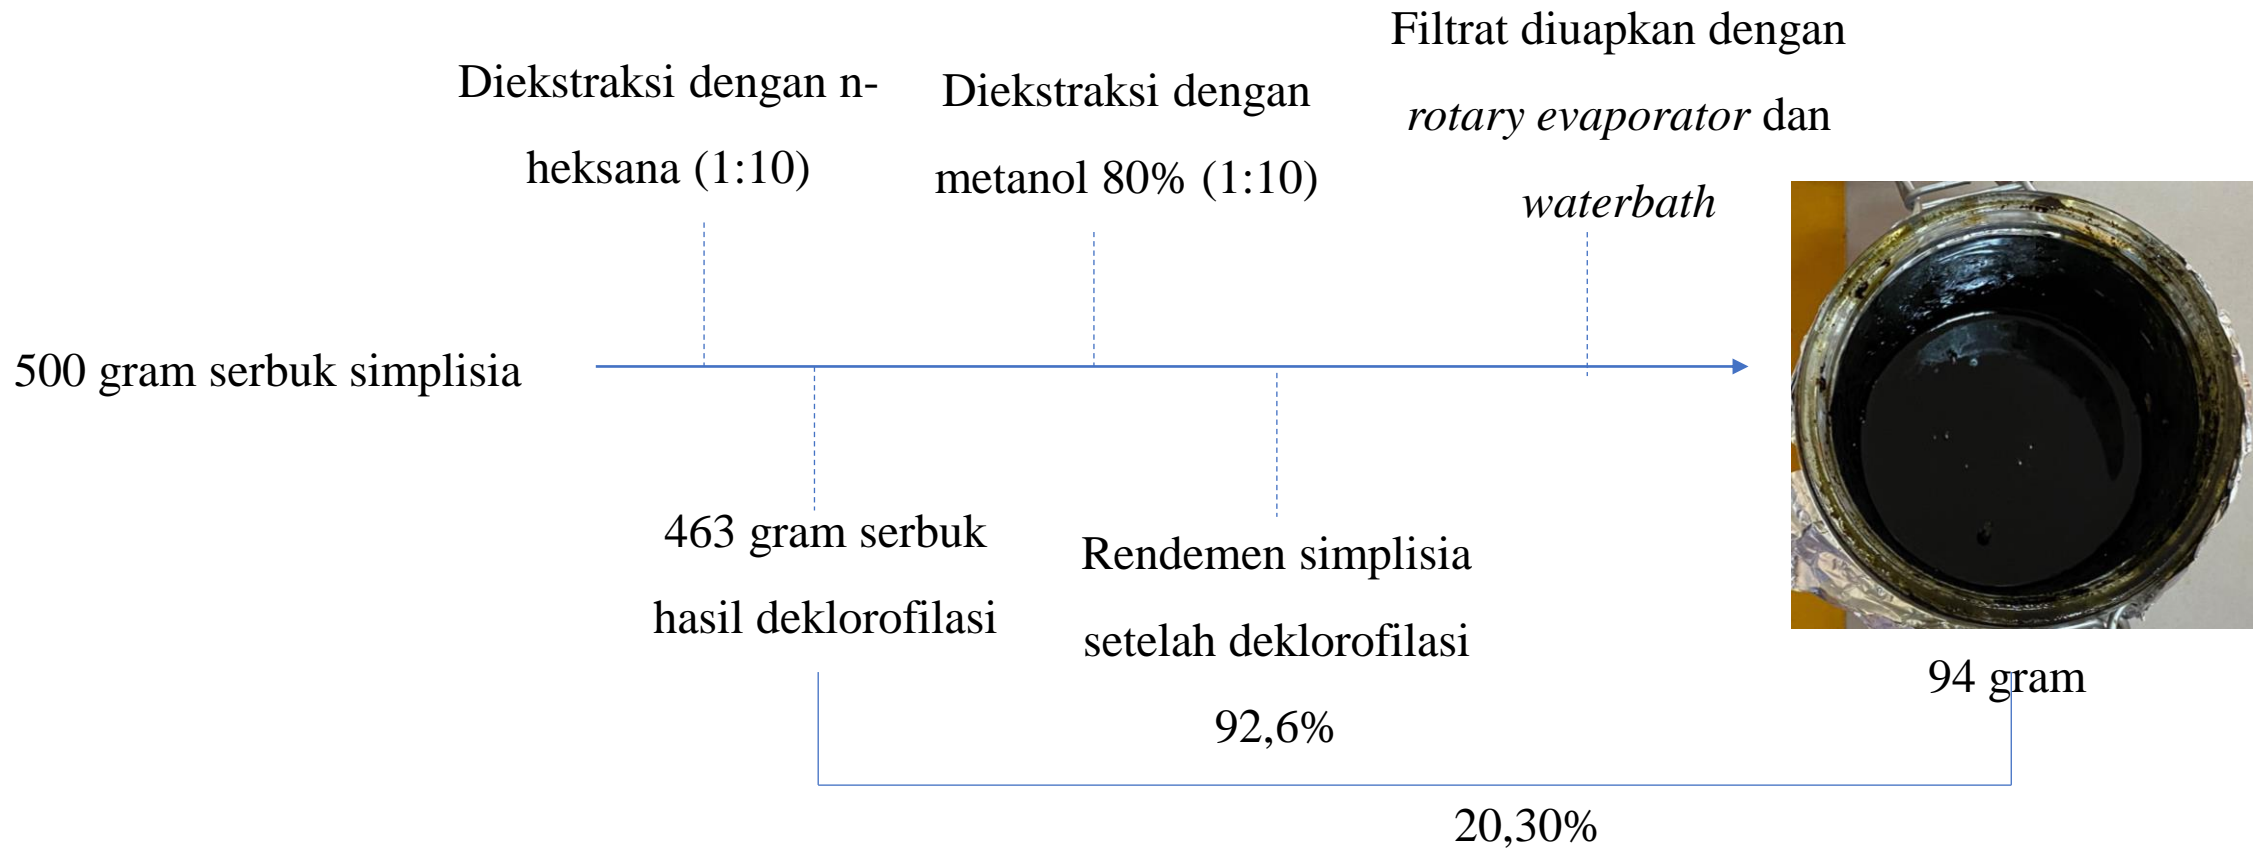 500 gram serbuk simplisia
Diekstraksi dengan n-
heksana (1:10)
463 gram serbuk
hasil deklorofilasi
Diekstraksi dengan
metanol 80% (1:10)
Rendemen simplisia
setelah deklorofilasi
92,6%
Filtrat diuapkan dengan
rotary evaporator dan
waterbath
94 gram
20,30%